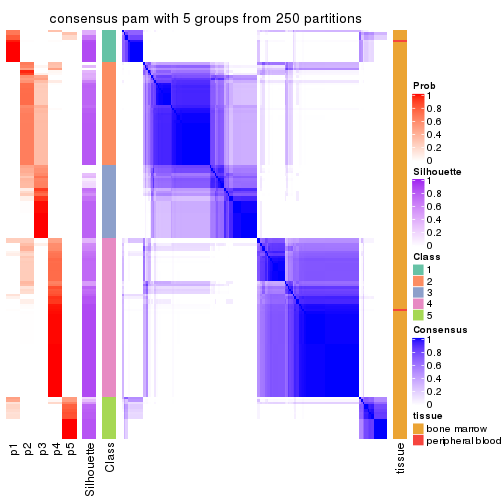 consensus pam with 5 groups from 250 partitions
p1
p2
p3
p4
p5
Silhouette
Class
tissue
Prob
1
0.8
0.6
0.4
0.2
0
Silhouette
1
0.8
0.6
0.4
0.2
0
Class
1
2
3
4
5
Consensus
1
0.8
0.6
0.4
0.2
0
tissue
bone marrow
peripheral blood